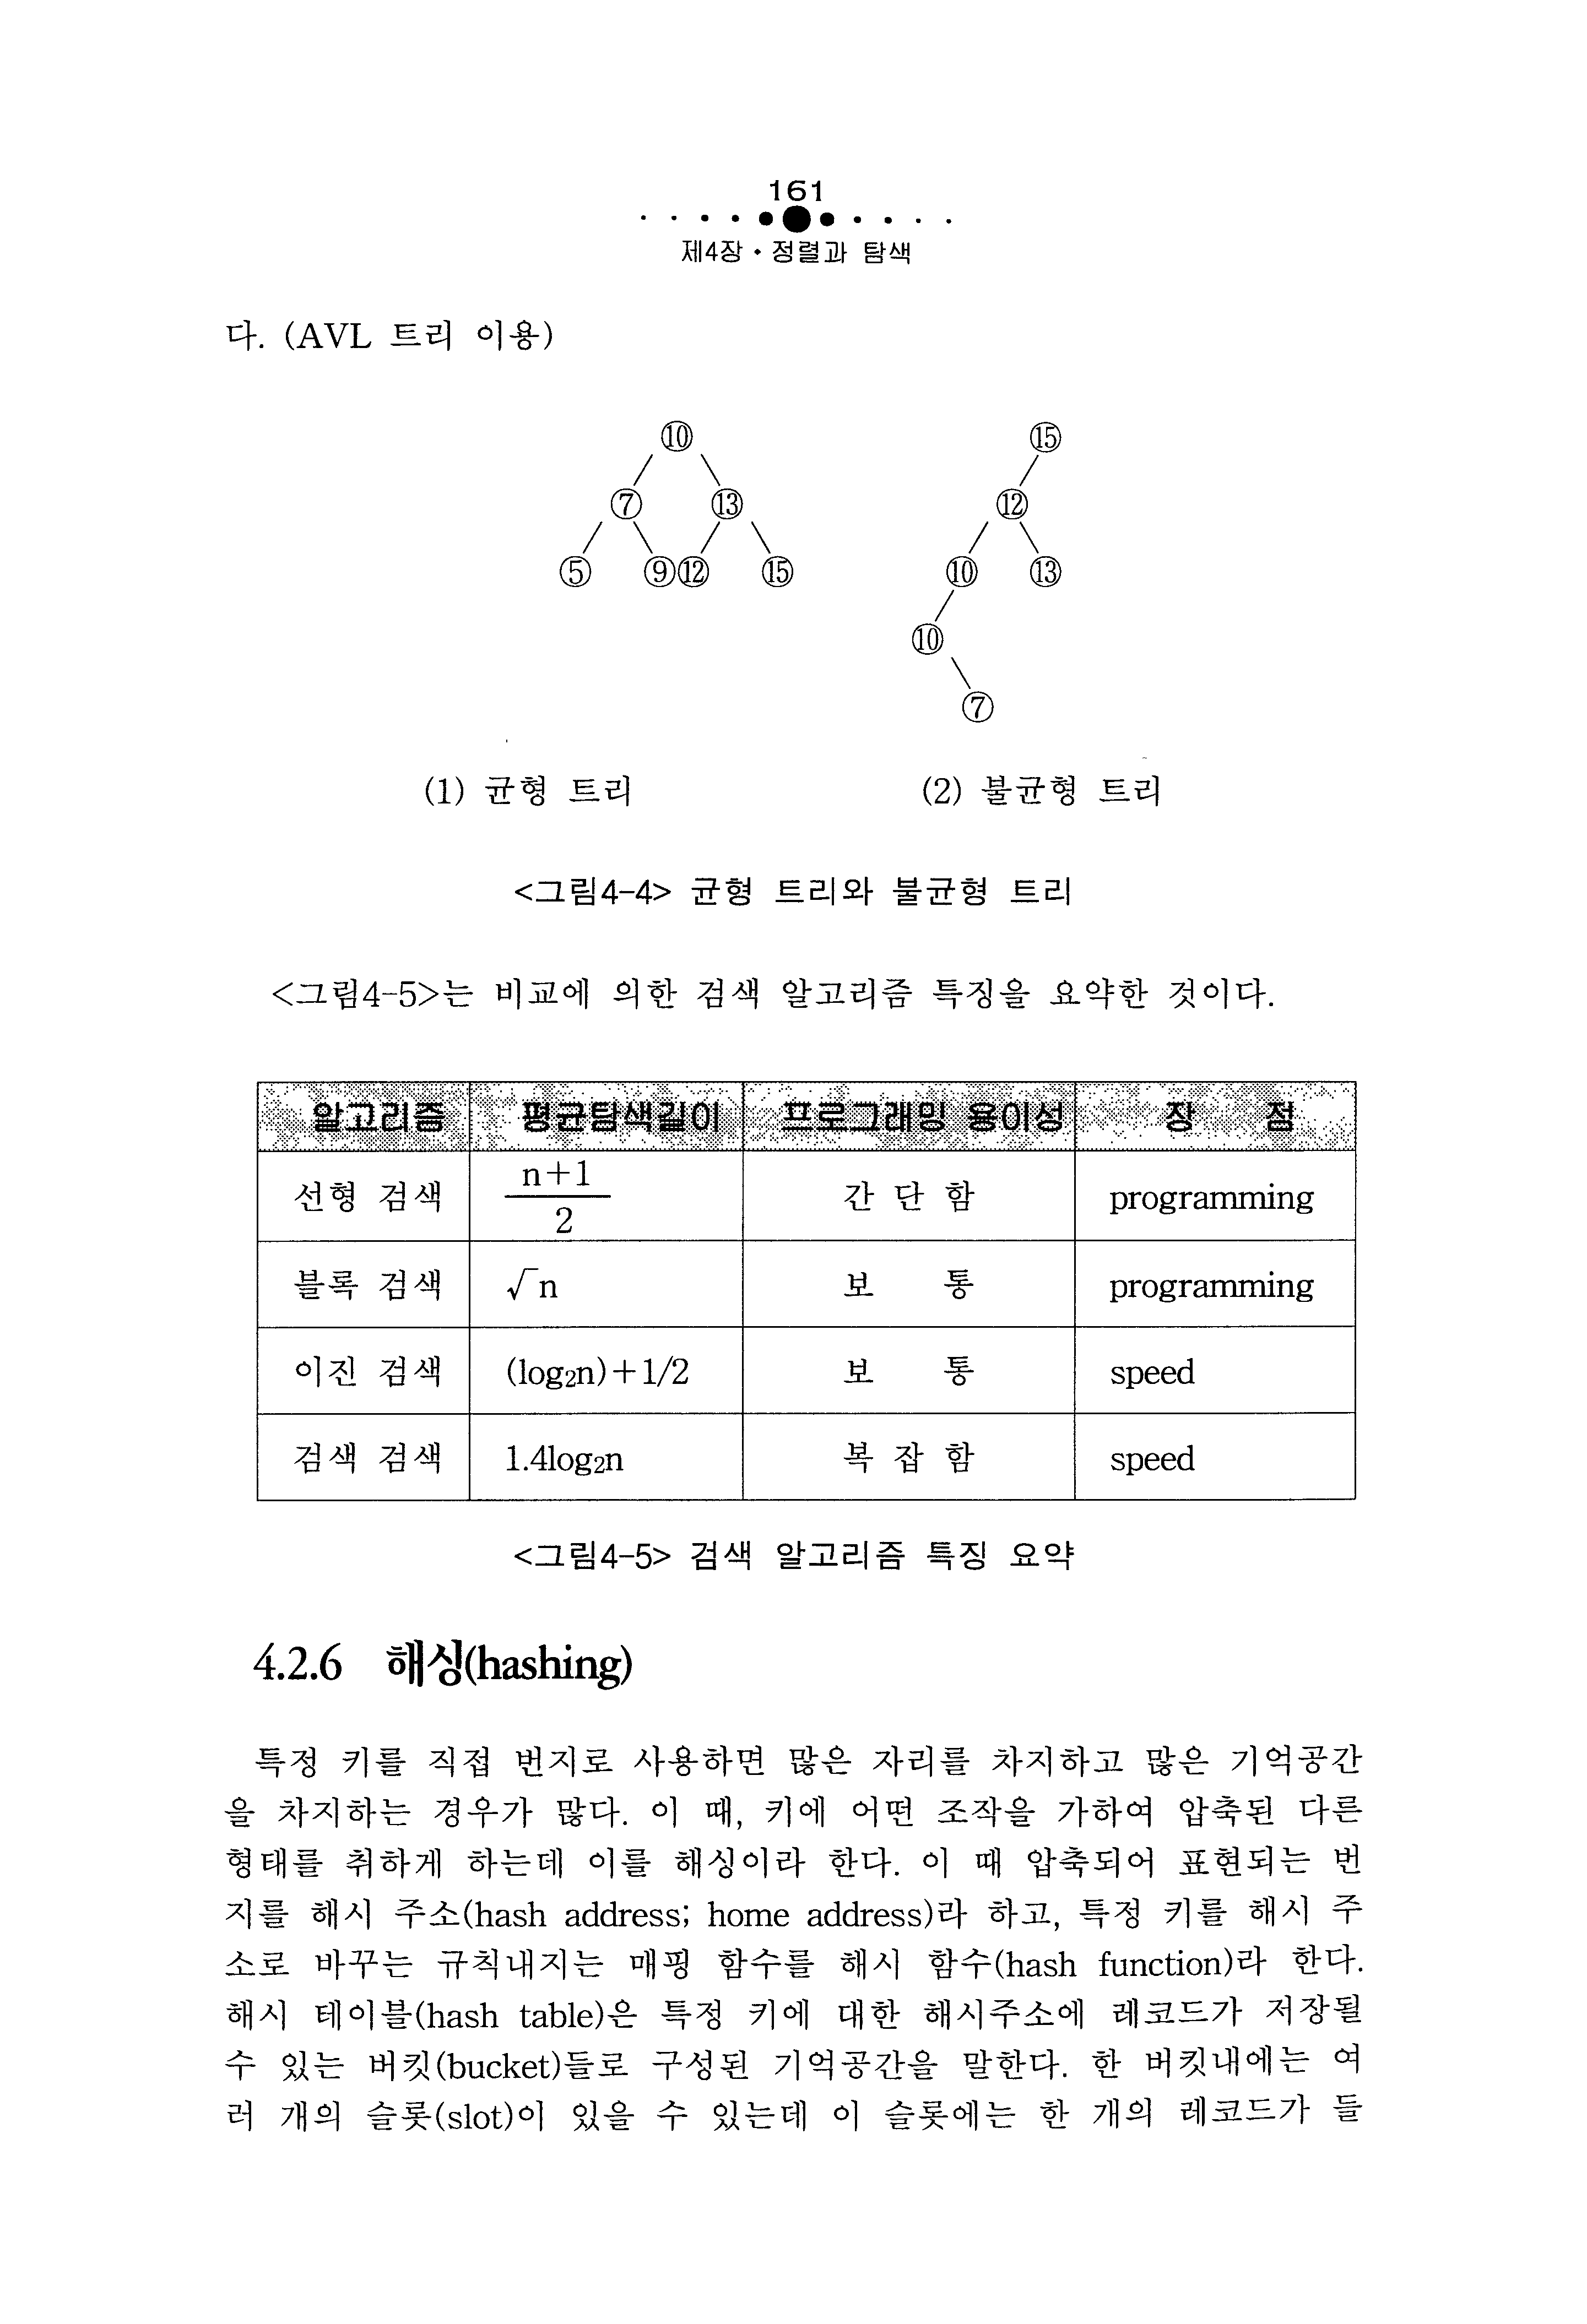 161
제4장 • 정렬과 탐색
다. (AVL 트리 이용)
⑩ ⑮
⑦ ⑬ ⑫
⑤ ⑨⑫ ⑮ ⑩ ⑬
⑩
⑦
(1) 균형 트리 (2) 불균형 트리
<그림4-4> 균형 트리와 불균형 트리
<그림4-5>는 비교에 의한 검색 알고리즘 특징을 요약한 것이다.
알고리즘 평균탐색길이 프로그래밍 용이성 장 점
선형 검색 n+1/2 간 단 함 programming
블록 검색 √n 보 통 programming
이진 검색 (log₂n)+1/2 보 통 speed
검색 검색 1.4log₂n 복 잡 함 speed
<그림4-5> 검색 알고리즘 특징 요약
4.2.6 해싱(hashing)
특정 키를 직접 번지로 사용하면 많은 자리를 차지하고 많은 기억공간
을 차지하는 경우가 많다. 이 때, 키에 어떤 조작을 가하여 압축된 다른
형태를 취하게 하는데 이를 해싱이라 한다. 이 때 압축되어 표현되는 번
지를 해시 주소(hash address; home address)라 하고, 특정 키를 해시 주
소로 바꾸는 규칙내지는 매핑 함수를 해시 함수(hash function)라 한다.
해시 테이블(hash table)은 특정 키에 대한 해시주소에 레코드가 저장될
수 있는 버킷(bucket)들로 구성된 기억공간을 말한다. 한 버킷내에는 여
러 개의 슬롯(slot)이 있을 수 있는데 이 슬롯에는 한 개의 레코드가 들